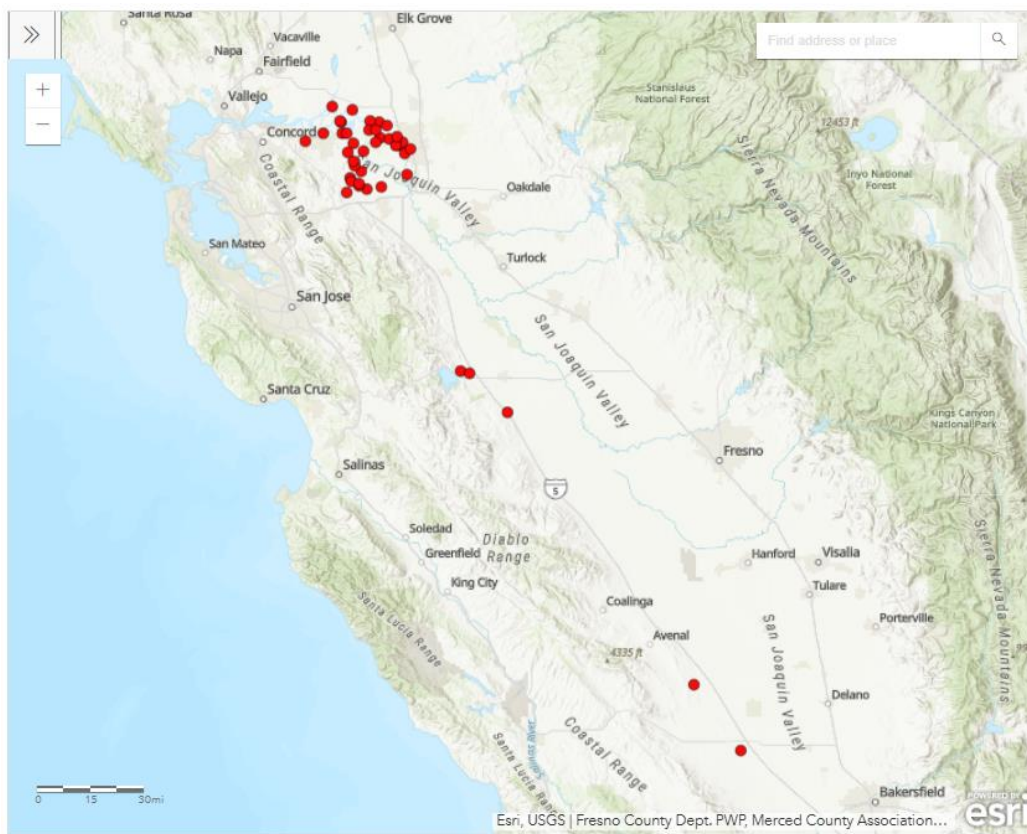 Santa Rosa
Elk Grove
Vacaville
Napa
Fairfield
Find address or place
+
−
Vallejo
Stanislaus
National Forest
12453 ft
Concord
Inyo National
Forest
Sierra Nevada Mountains
Coastal Range
San Joaquin Valley
Oakdale
San Mateo
Turlock
San Jose
San Joaquin Valley
Santa Cruz
Kings Canyon
National Park
Fresno
Salinas
5
Soledad
Diablo
Range
Greenfield
Hanford
Visalia
King City
Tulare
Sierra Nevada Mountains
Coalinga
Santa Lucia Range
San Joaquin Valley
Porterville
Avenal
4335 ft
Delano
Coastal Range
Salinas River
Santa Lucia Range
0 15 30mi
Bakersfield
POWERED BY
esri
Esri, USGS | Fresno County Dept. PWP, Merced County Association...